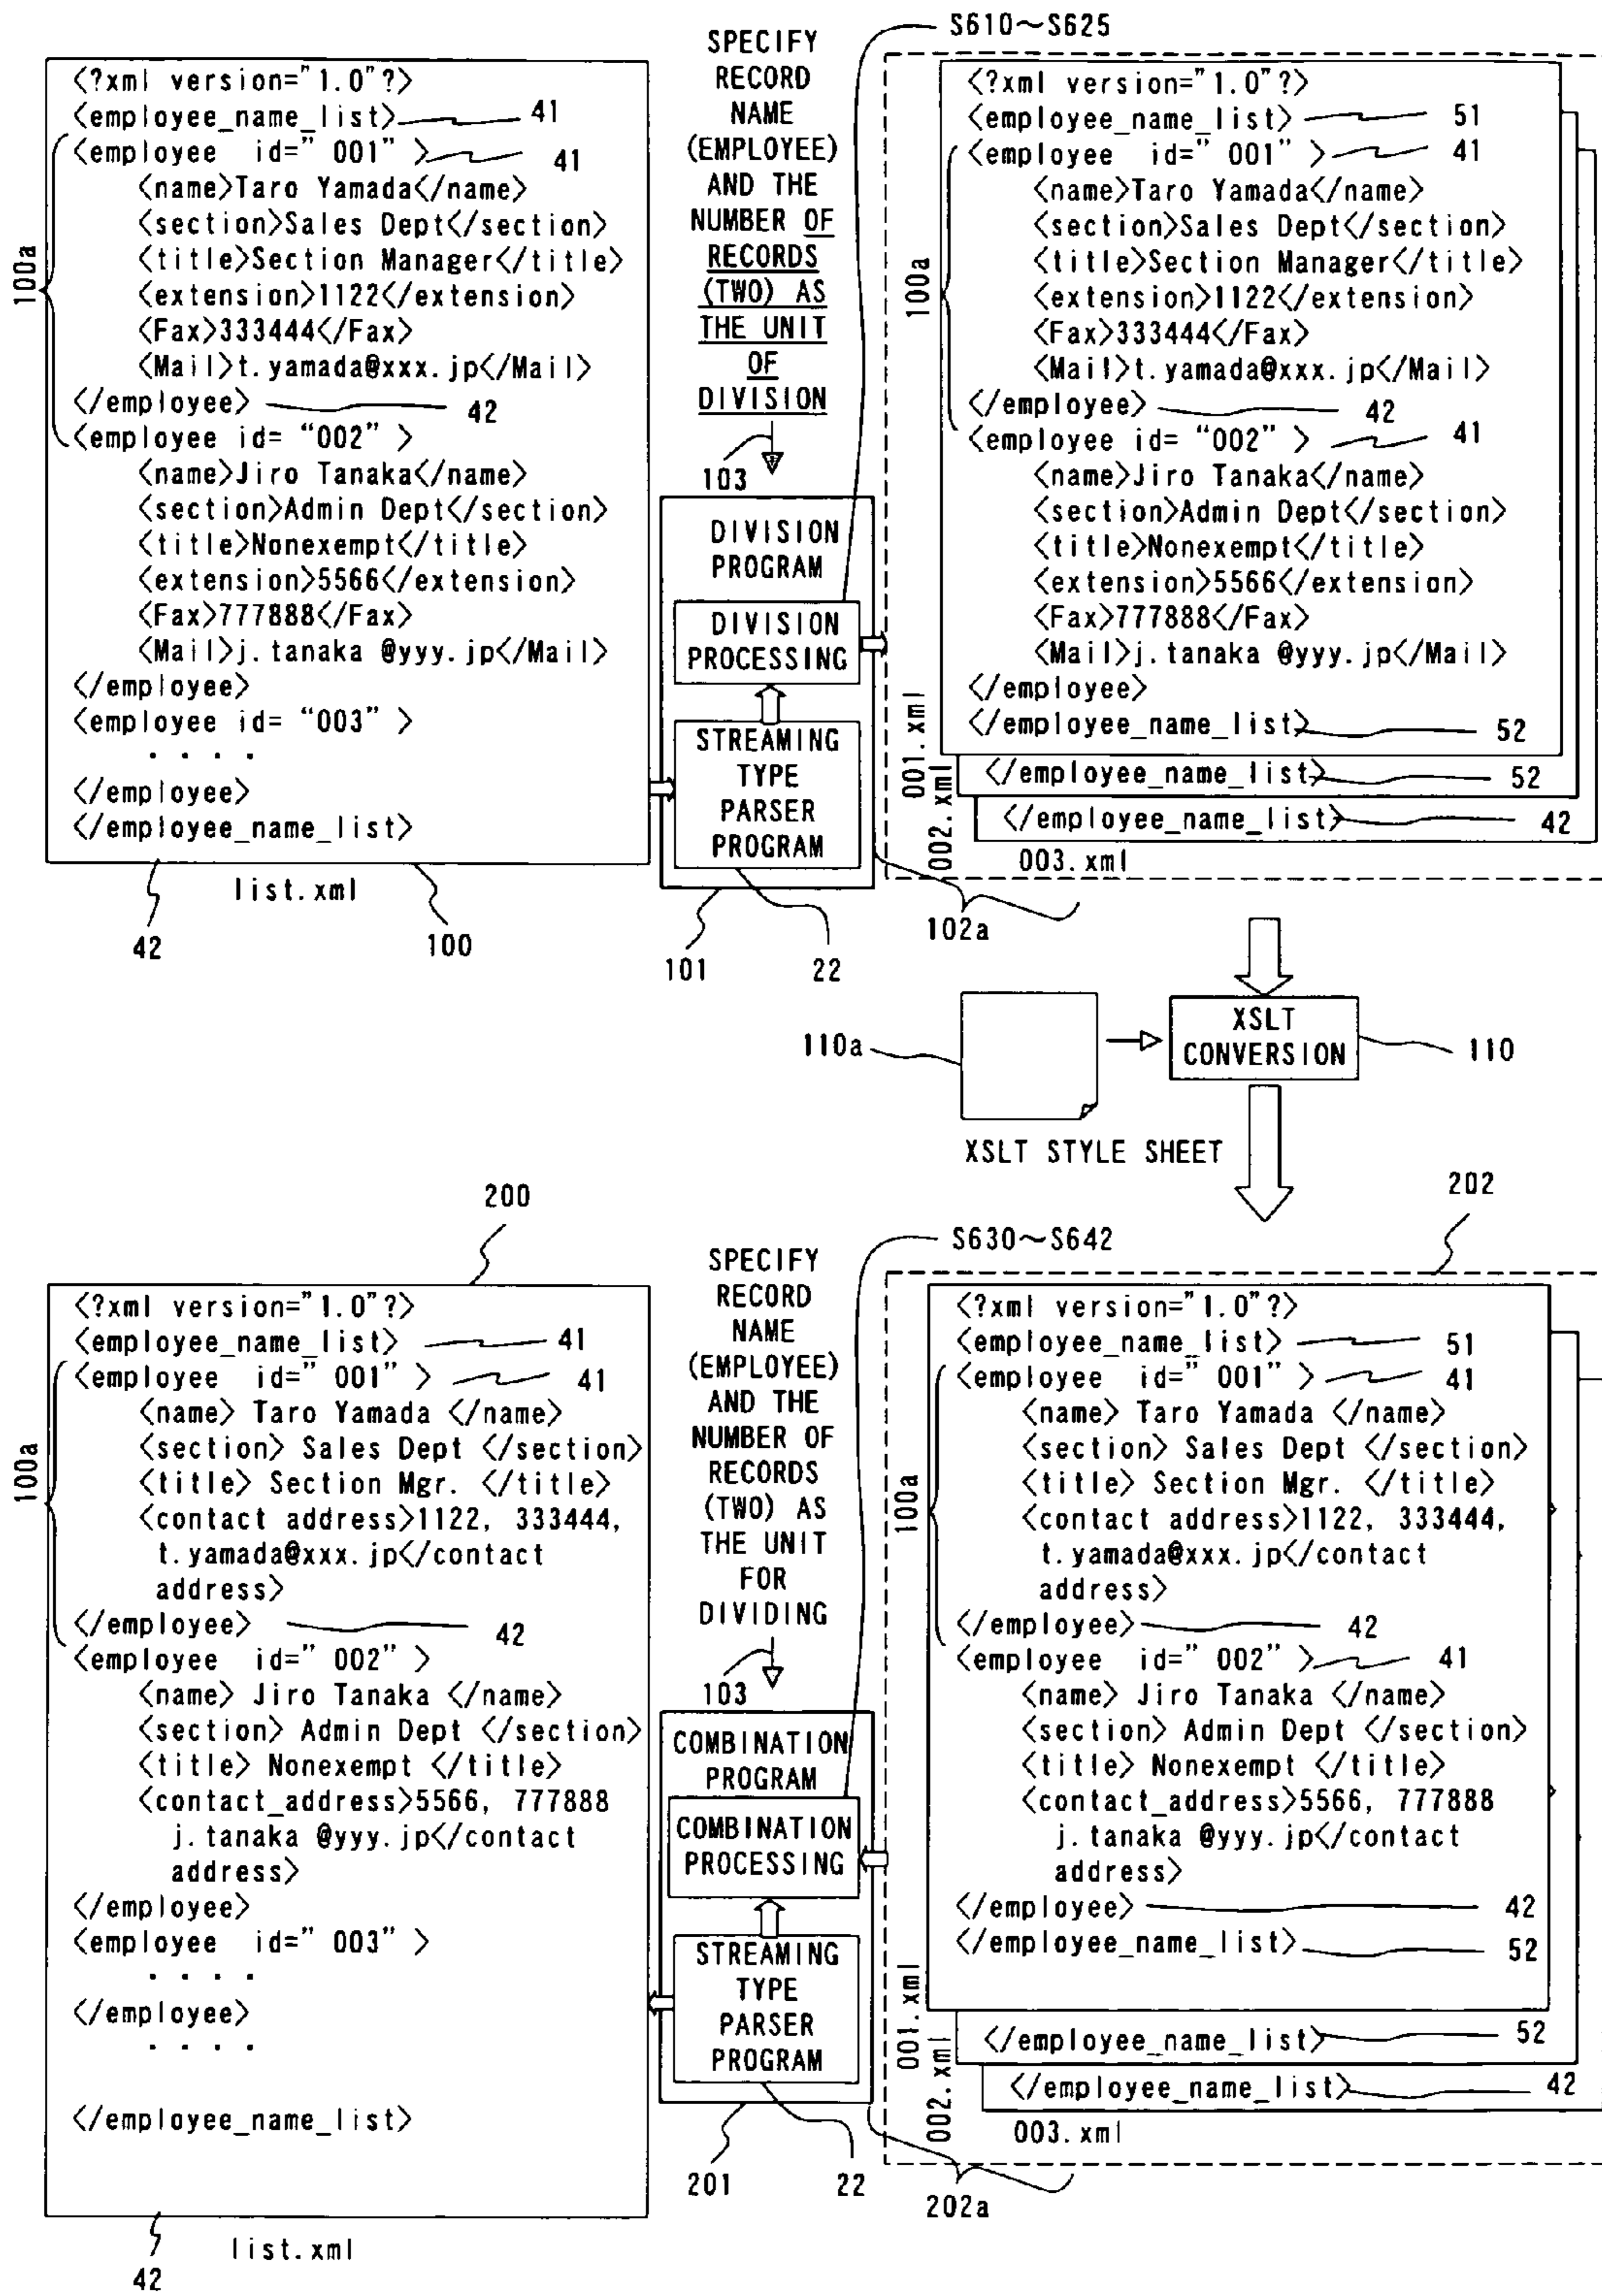 S610～S625
SPECIFY
RECORD
NAME
(EMPLOYEE)
AND THE
NUMBER OF
RECORDS
(TWO) AS
THE UNIT
OF
DIVISION
103
<?xml version="1.0"?>
<employee_name_list> 41
<employee id=" 001" > 41
<name>Taro Yamada</name>
<section>Sales Dept</section>
<title>Section Manager</title>
<extension>1122</extension>
<Fax>333444</Fax>
<Mail>t.yamada@xxx.jp</Mail>
</employee> 42
<employee id= “002" >
<name>Jiro Tanaka</name>
<section>Admin Dept</section>
<title>Nonexempt</title>
<extension>5566</extension>
<Fax>777888</Fax>
<Mail>j.tanaka @yyy.jp</Mail>
</employee>
<employee id= “003" >
. . . .
</employee>
</employee_name_list>
100a
list.xml
42
100
DIVISION
PROGRAM
DIVISION
PROCESSING
STREAMING
TYPE
PARSER
PROGRAM
101
22
<?xml version="1.0"?>
<employee_name_list> 51
<employee id=" 001" > 41
<name>Taro Yamada</name>
<section>Sales Dept</section>
<title>Section Manager</title>
<extension>1122</extension>
<Fax>333444</Fax>
<Mail>t.yamada@xxx.jp</Mail>
</employee> 42
<employee id= “002" > 41
<name>Jiro Tanaka</name>
<section>Admin Dept</section>
<title>Nonexempt</title>
<extension>5566</extension>
<Fax>777888</Fax>
<Mail>j.tanaka @yyy.jp</Mail>
</employee>
</employee_name_list> 52
</employee_name_list> 52
</employee_name_list> 42
100a
001.xml
002.xml
003.xml
102a
XSLT
CONVERSION
110
110a
XSLT STYLE SHEET
200
202
S630～S642
SPECIFY
RECORD
NAME
(EMPLOYEE)
AND THE
NUMBER OF
RECORDS
(TWO) AS
THE UNIT
FOR
DIVIDING
103
<?xml version="1.0"?>
<employee_name_list> 41
<employee id=" 001" > 41
<name> Taro Yamada </name>
<section> Sales Dept </section>
<title> Section Mgr. </title>
<contact address>1122, 333444,
t.yamada@xxx.jp</contact
address>
</employee> 42
<employee id=" 002" >
<name> Jiro Tanaka </name>
<section> Admin Dept </section>
<title> Nonexempt </title>
<contact_address>5566, 777888
j.tanaka @yyy.jp</contact
address>
</employee>
<employee id=" 003" >
. . . .
</employee>
. . . .
</employee_name_list>
100a
list.xml
42
COMBINATION
PROGRAM
COMBINATION
PROCESSING
STREAMING
TYPE
PARSER
PROGRAM
201
22
<?xml version="1.0"?>
<employee_name_list> 51
<employee id=" 001" > 41
<name> Taro Yamada </name>
<section> Sales Dept </section>
<title> Section Mgr. </title>
<contact address>1122, 333444,
t.yamada@xxx.jp</contact
address>
</employee> 42
<employee id=" 002" > 41
<name> Jiro Tanaka </name>
<section> Admin Dept </section>
<title> Nonexempt </title>
<contact_address>5566, 777888
j.tanaka @yyy.jp</contact
address>
</employee> 42
</employee_name_list> 52
</employee_name_list> 52
</employee_name_list> 42
100a
001.xml
002.xml
003.xml
202a